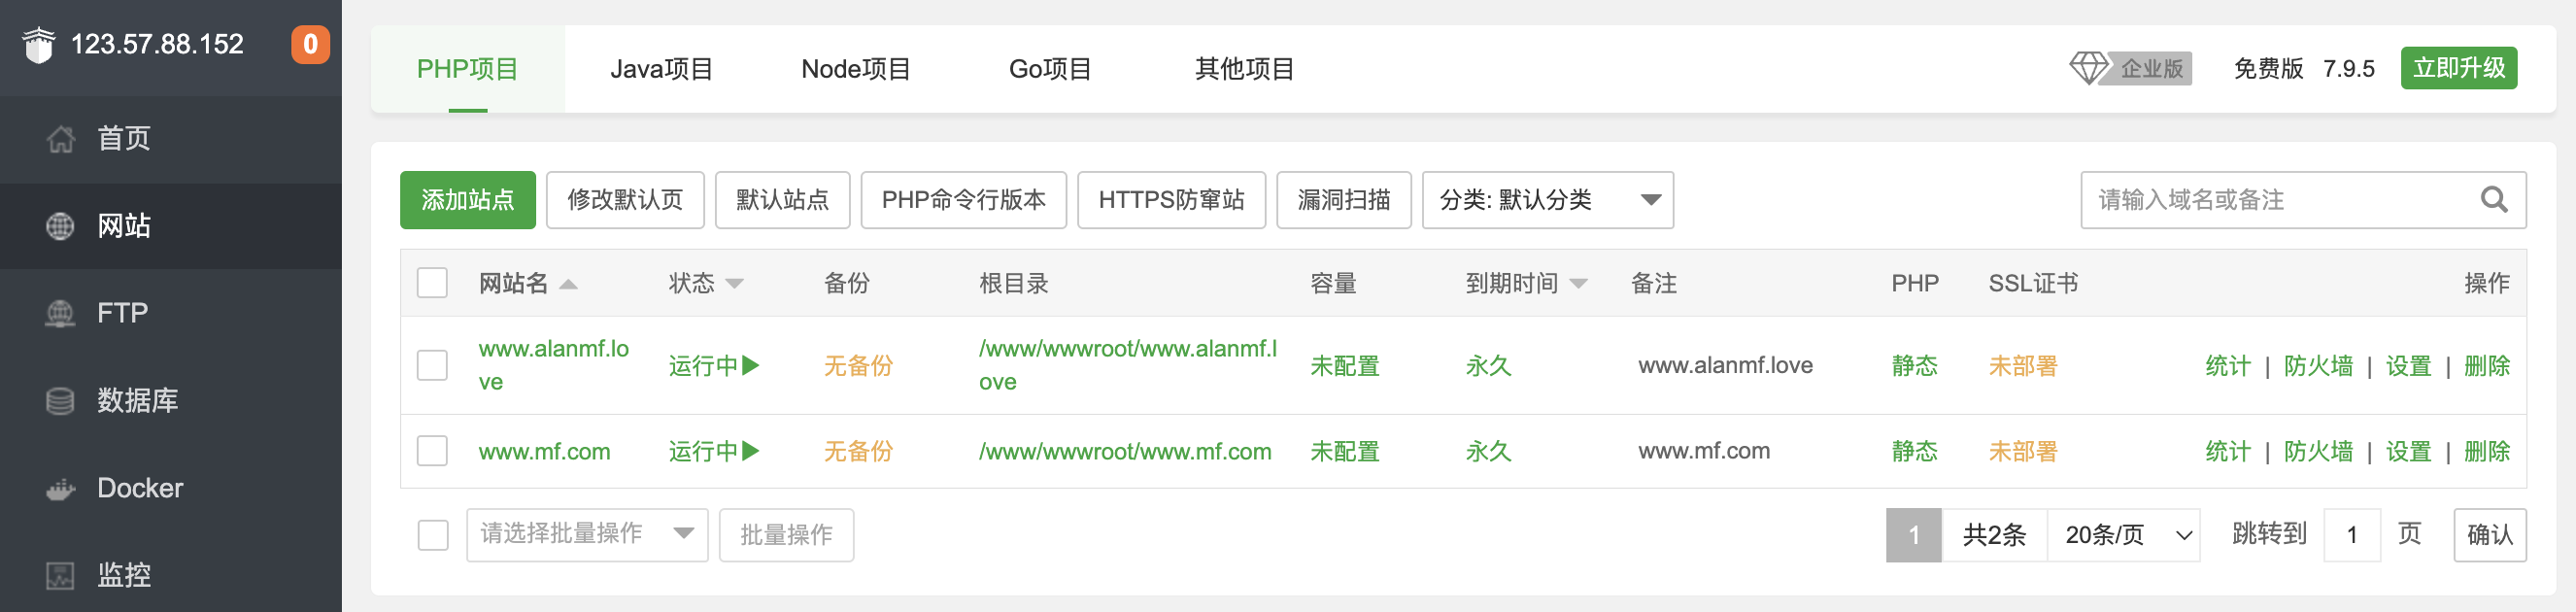 123.57.88.152 0
首页
网站
FTP
数据库
Docker
监控
PHP项目 Java项目 Node项目 Go项目 其他项目 企业版 免费版 7.9.5 立即升级
添加站点 修改默认页 默认站点 PHP命令行版本 HTTPS防窜站 漏洞扫描 分类: 默认分类 请输入域名或备注
网站名 状态 备份 根目录 容量 到期时间 备注 PHP SSL证书 操作
www.alanmf.lo
ve
运行中 无备份
/www/wwwroot/www.alanmf.l
ove
未配置 永久 www.alanmf.love 静态 未部署 统计 | 防火墙 | 设置 | 删除
www.mf.com 运行中 无备份 /www/wwwroot/www.mf.com 未配置 永久 www.mf.com 静态 未部署 统计 | 防火墙 | 设置 | 删除
请选择批量操作 批量操作 1 共2条 20条/页 跳转到 1 页 确认